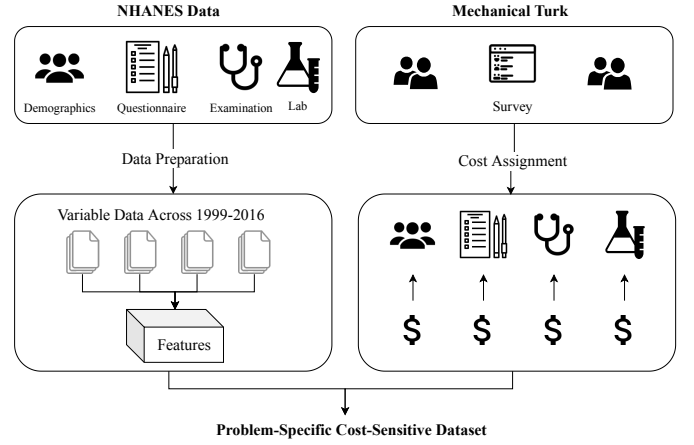 NHANES Data
Mechanical Turk
Demographics
Questionnaire
Examination
Lab
Survey
Data Preparation
Cost Assignment
Variable Data Across 1999-2016
Features
$ $ $ $
Problem-Specific Cost-Sensitive Dataset